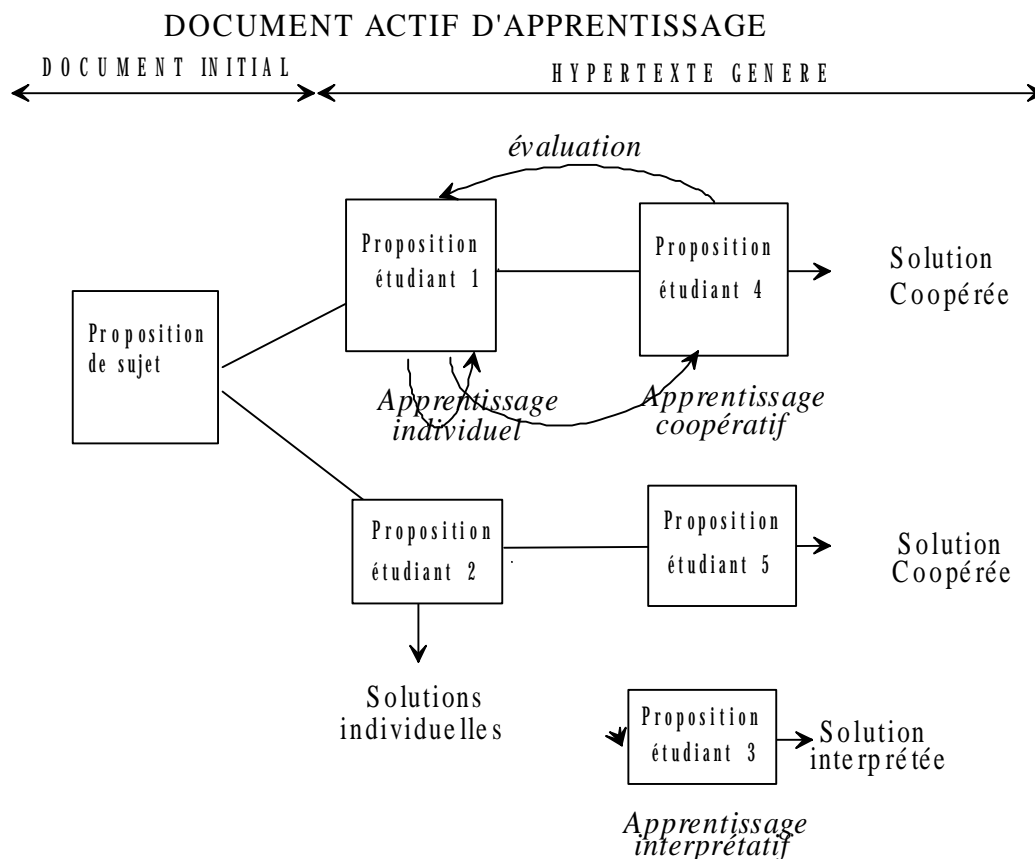 DOCUMENT ACTIF D'APPRENTISSAGE
DOCUMENT INITIAL
HYPERTEXTE GENERE
évaluation
Proposition
étudiant 1
Proposition
étudiant 4
Solution
Coopérée
Proposition
de sujet
Apprentissage
individuel
Apprentissage
coopératif
Proposition
étudiant 2
Proposition
étudiant 5
Solution
Coopérée
Solutions
individuelles
Proposition
étudiant 3
Solution
interprétée
Apprentissage
interprétatif